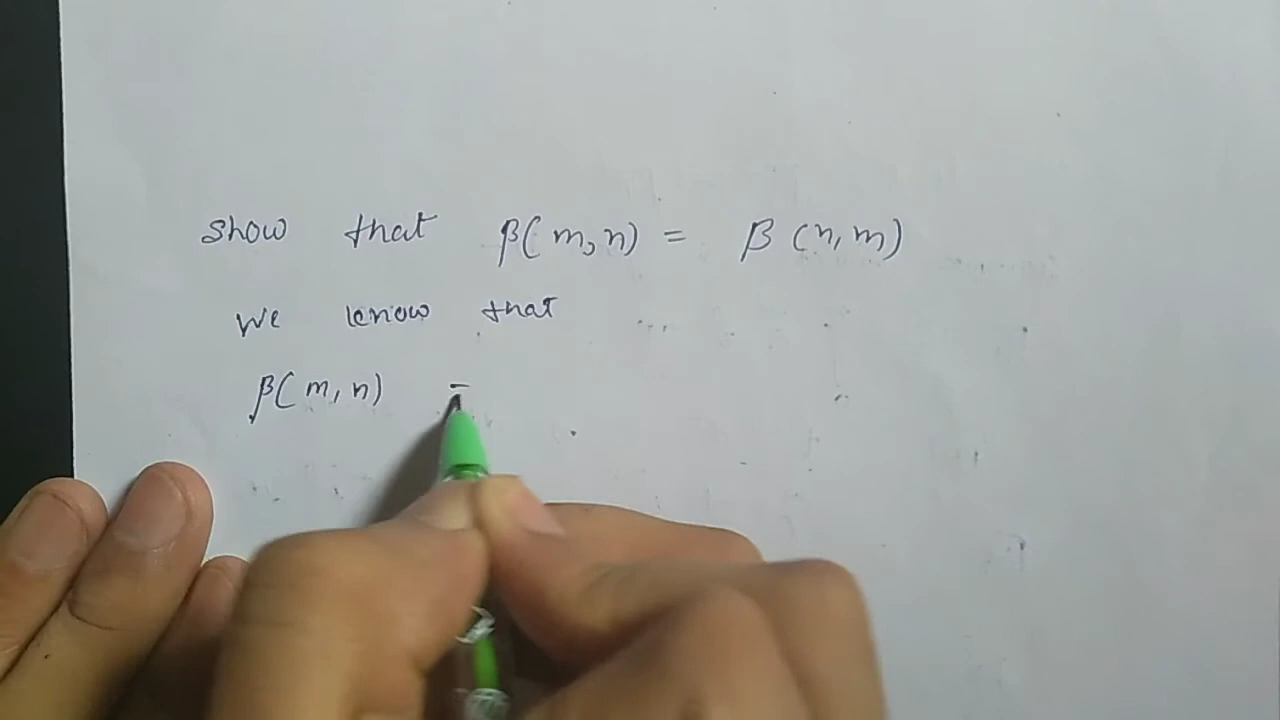 show that β(m,n) = β(n,m)
We know that
β(m,n) =